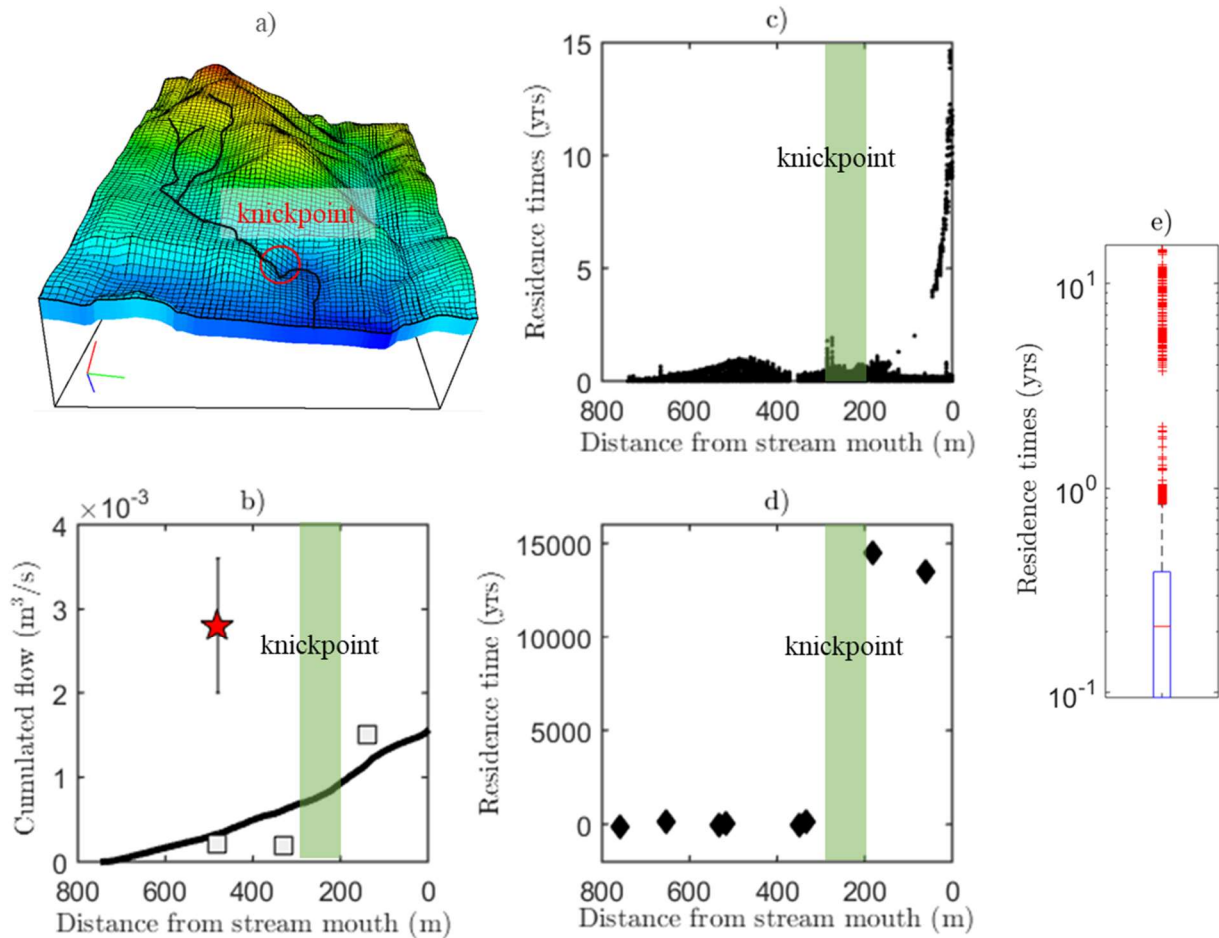 a)
knickpoint
b)
×10⁻³
Cumulated flow (m³/s)
4
3
2
1
0
knickpoint
800 600 400 200 0
Distance from stream mouth (m)
c)
Residence times (yrs)
15
10
5
0
knickpoint
800 600 400 200 0
Distance from stream mouth (m)
d)
Residence time (yrs)
15000
10000
5000
0
knickpoint
800 600 400 200 0
Distance from stream mouth (m)
e)
Residence times (yrs)
10¹
10⁰
10⁻¹